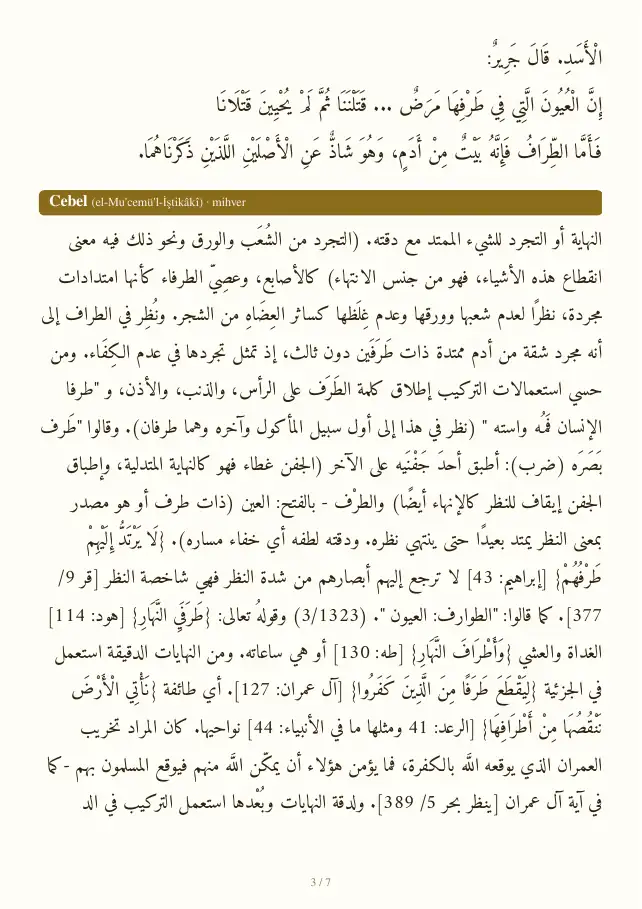 الْأَسَدِ. قَالَ جَرِيرٌ:
إِنَّ الْعُيُونَ الَّتِي فِي طَرْفِهَا مَرَضٌ ... قَتَلْنَنَا ثُمَّ لَمْ يُحْيِينَ قَتْلَانَا
فَأَمَّا الطِّرَافُ فَإِنَّهُ بَيْتٌ مِنْ أَدَمٍ، وَهُوَ شَاذٌّ عَنِ الْأَصْلَيْنِ اللَّذَيْنِ ذَكَرْنَاهُمَا.
Cebel (el-Mu'cemü'l-İştikâkî) · mihver
النهاية أو التجرد للشيء الممتد مع دقته. (التجرد من الشُعَب والورق ونحو ذلك فيه معنى
انقطاع هذه الأشياء، فهو من جنس الانتهاء) كالأصابع، وعصِيّ الطرفاء كأنها امتدادات
مجردة، نظرًا لعدم شعبها وورقها وعدم غِلَظها كسائر العِضَاهِ من الشجر. ونُظِر في الطراف إلى
أنه مجرد شقة من أدم ممتدة ذات طَرَفَين دون ثالث، إذ تمثل تجردها في عدم الكِفَاء. ومن
حسي استعمالات التركيب إطلاق كلمة الطَرَف على الرأس، والذنب، والأذن، و "طرفا
الإنسان فَمُه واسته " (نظر في هذا إلى أول سبيل المأكول وآخره وهما طرفان). وقالوا "طَرف
بَصَرَه (ضرب): أطبق أحدَ جَفْنَيه على الآخر (الجفن غطاء فهو كالنهاية المتدلية، وإطباق
الجفن إيقاف للنظر كالإنهاء أيضًا) والطرْف - بالفتح: العين (ذات طرف أو هو مصدر
بمعنى النظر يمتد بعيدًا حتى ينتهي نظره. ودقته لطفه أي خفاء مساره). {لَا يَرْتَدُّ إِلَيْهِمْ
طَرْفُهُمْ} [إبراهيم: 43] لا ترجع إليهم أبصارهم من شدة النظر فهي شاخصة النظر [قر 9/
377]. كما قالوا: "الطوارف: العيون ". (3/1323) وقولهُ تعالى: {طَرَفَيِ النَّهَارِ} [هود: 114]
الغداة والعشي {وَأَطْرَافَ النَّهَارِ} [طه: 130] أو هي ساعاته. ومن النهايات الدقيقة استعمل
في الجزئية {لِيَقْطَعَ طَرَفًا مِنَ الَّذِينَ كَفَرُوا} [آل عمران: 127]. أي طائفة {نَأْتِي الْأَرْضَ
نَنْقُصُهَا مِنْ أَطْرَافِهَا} [الرعد: 41 ومثلها ما في الأنبياء: 44] نواحيها. كان المراد تخريب
العمران الذي يوقعه الله بالكفرة، فما يؤمن هؤلاء أن يمكّن الله منهم فيوقع المسلمون بهم -كما
في آية آل عمران [ينظر بحر 5/ 389]. ولدقة النهايات وبُعْدها استعمل التركيب في الد
3 / 7